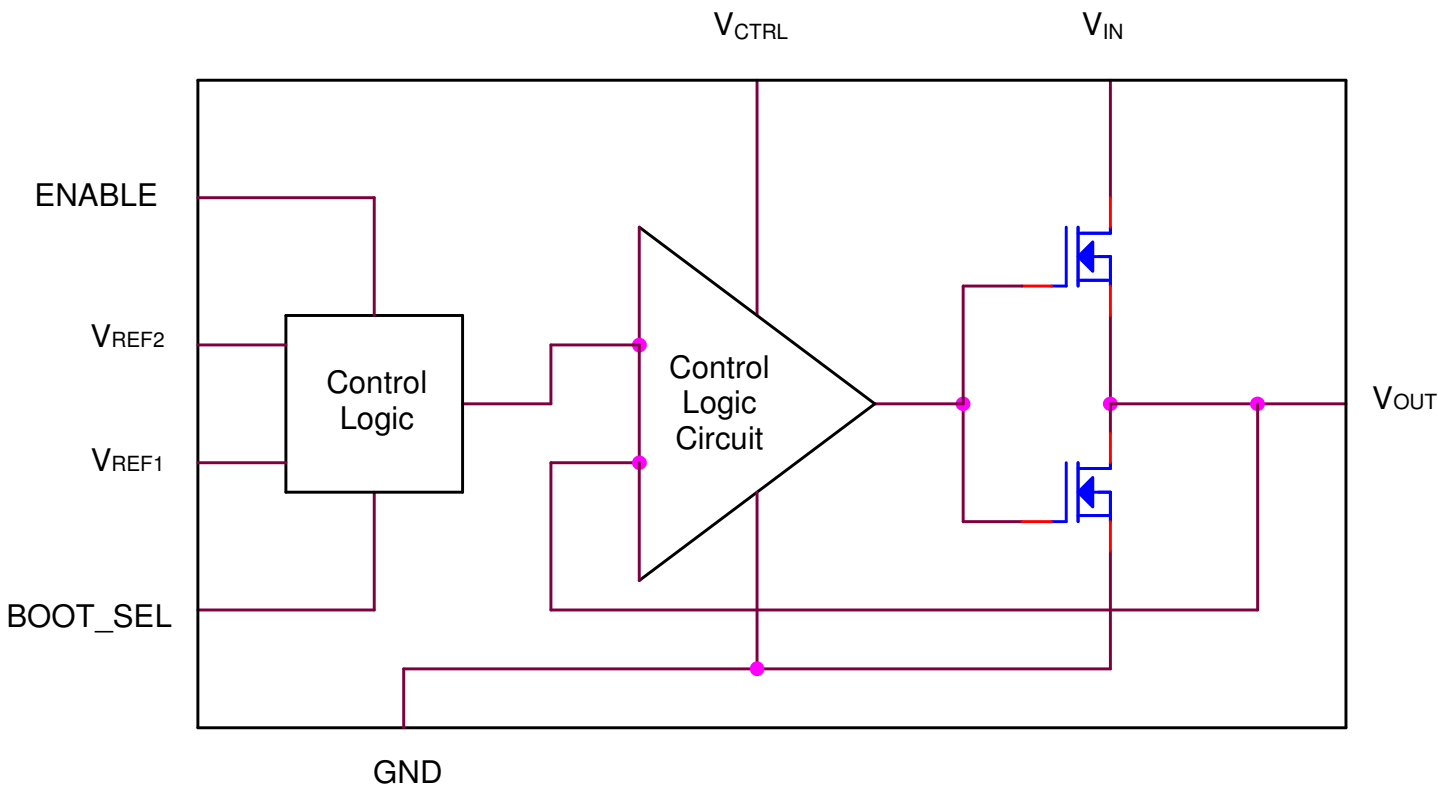 VCTRL
VIN
ENABLE
VREF2
Control
Logic
Control
Logic
Circuit
VOUT
VREF1
BOOT_SEL
GND